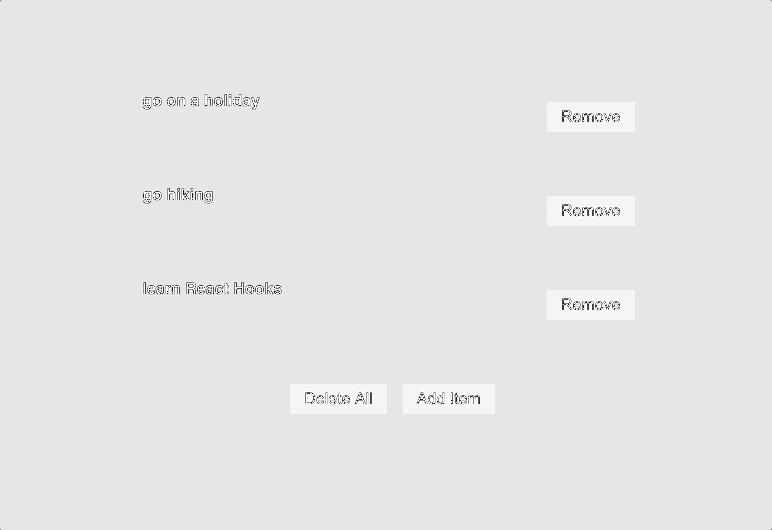 go on a holiday
Remove
go hiking
Remove
learn React Hooks
Remove
Delete All
Add Item